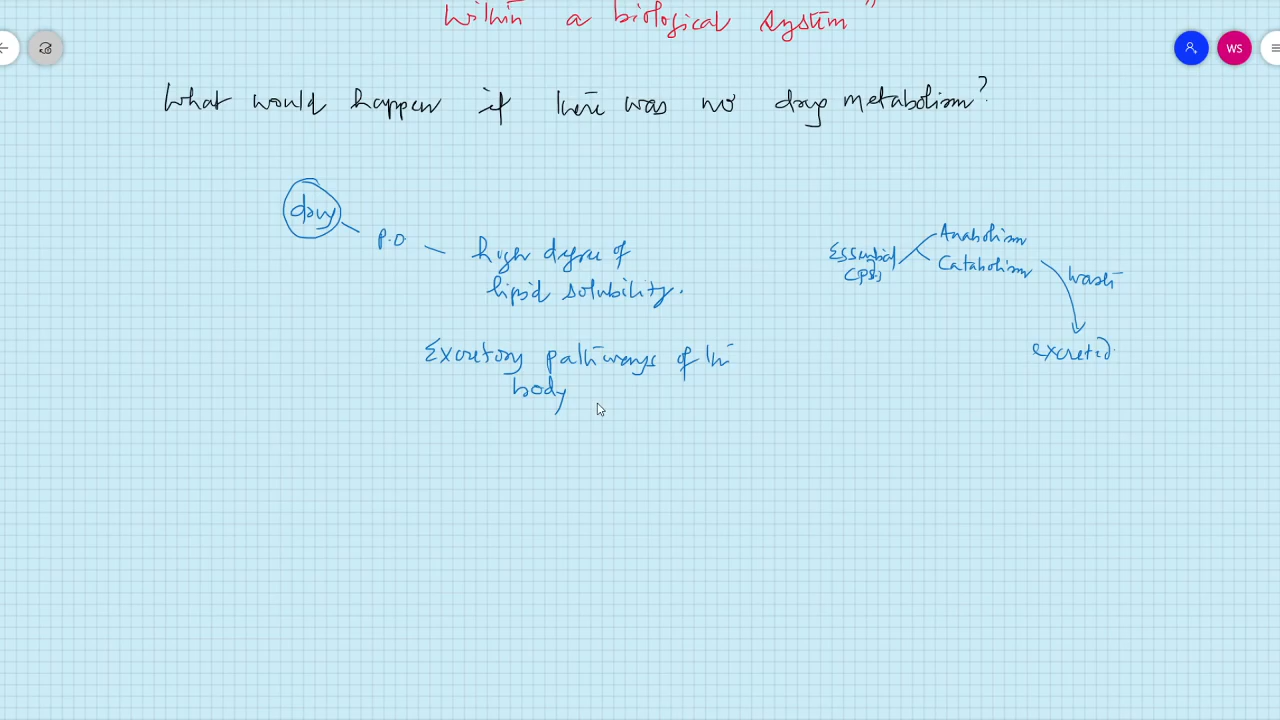 within a biological system"
WS
What would happen if there was no drug metabolism?
drug
P.O.
high degree of
lipid solubility.
Essential
Cpds
Anabolism
Catabolism
waste
excreted.
Excretory pathways of the
body